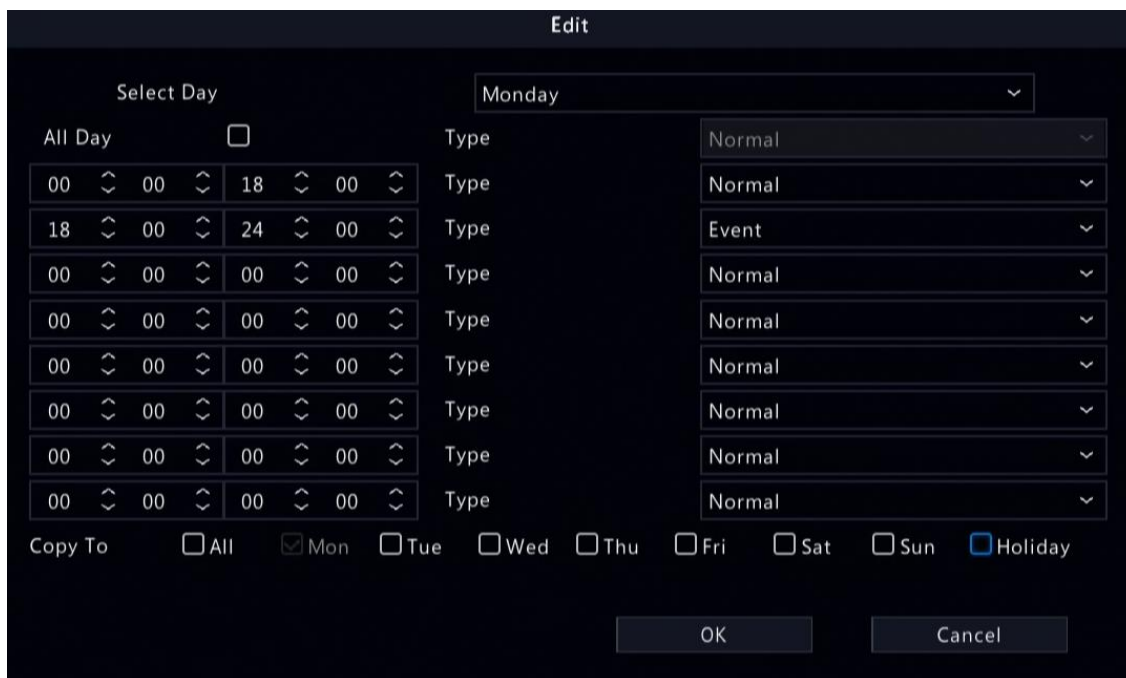 Edit
Select Day Monday
All Day Type Normal
00 00 18 00 Type Normal
18 00 24 00 Type Event
00 00 00 00 Type Normal
00 00 00 00 Type Normal
00 00 00 00 Type Normal
00 00 00 00 Type Normal
00 00 00 00 Type Normal
00 00 00 00 Type Normal
Copy To All Mon Tue Wed Thu Fri Sat Sun Holiday
OK Cancel